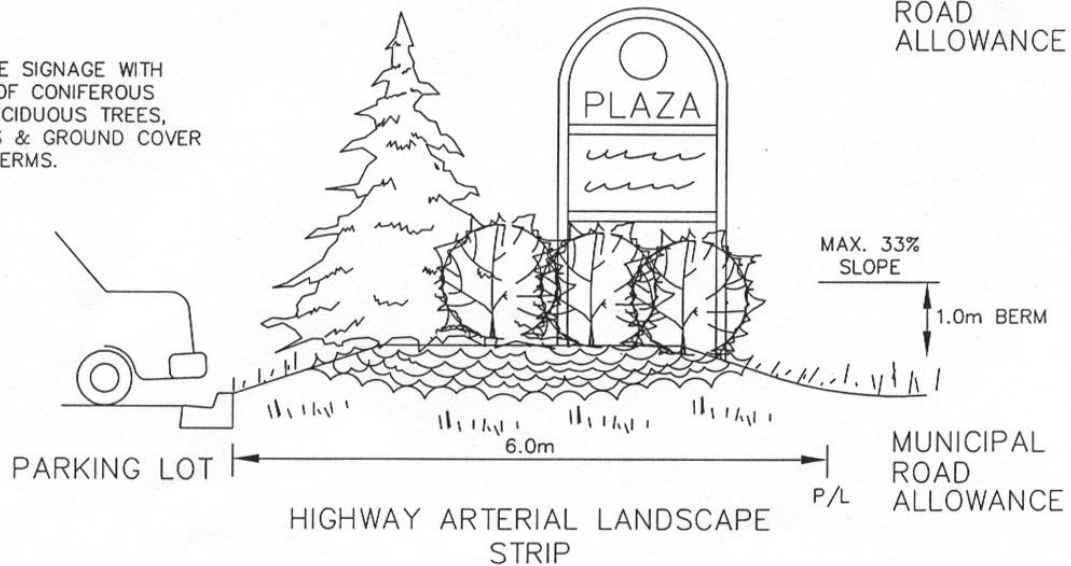 ROAD
ALLOWANCE
E SIGNAGE WITH
OF CONIFEROUS
CIDUOUS TREES,
S & GROUND COVER
ERMS.
PLAZA
MAX. 33%
SLOPE
1.0m BERM
6.0m
PARKING LOT
P/L
MUNICIPAL
ROAD
ALLOWANCE
HIGHWAY ARTERIAL LANDSCAPE
STRIP